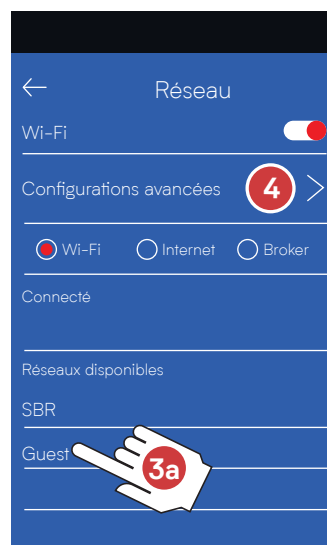 Réseau
Wi-Fi
Configurations avancées 4
Wi-Fi Internet Broker
Connecté
Réseaux disponibles
SBR
Guest
3a